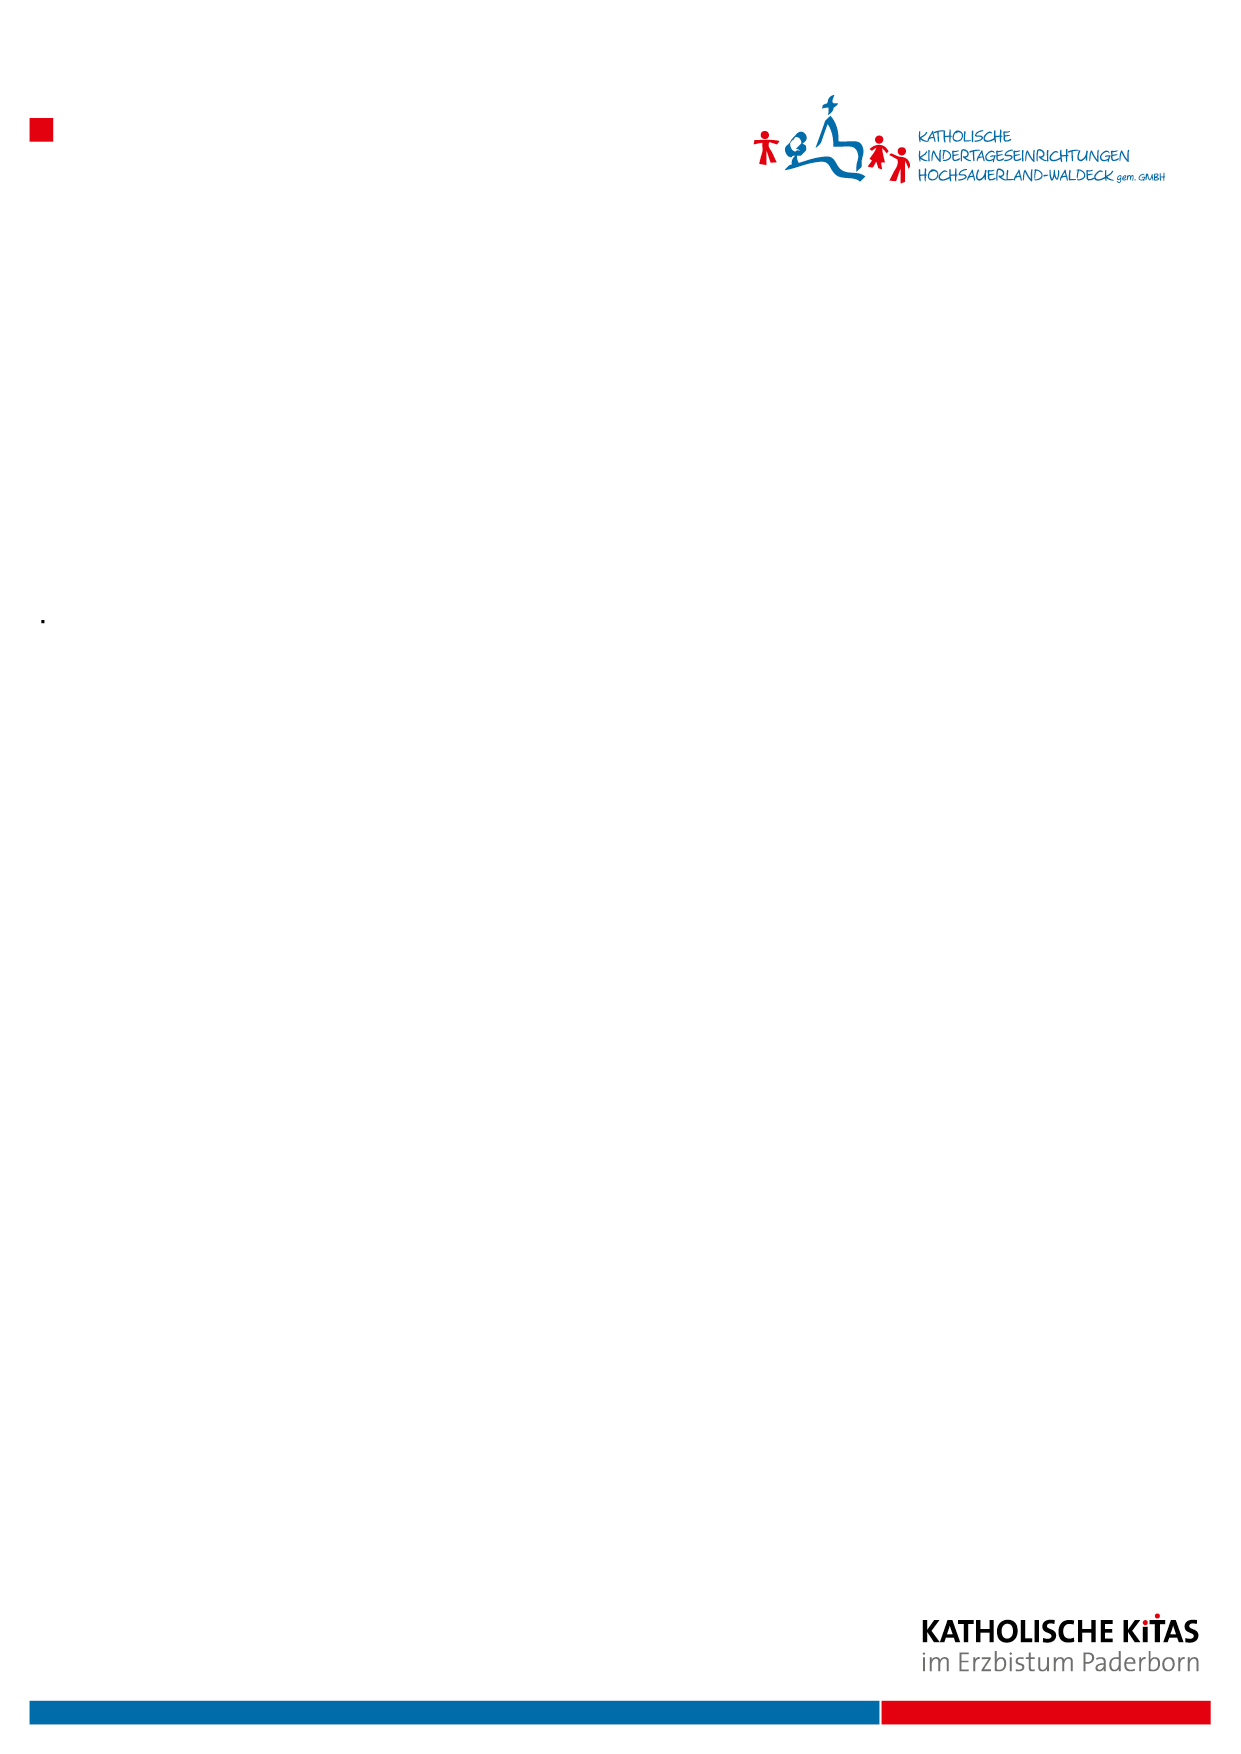 KATHOLISCHE
KINDERTAGESEINRICHTUNGEN
HOCHSAUERLAND-WALDECK gem. GMBH
.
KATHOLISCHE KiTAS
im Erzbistum Paderborn